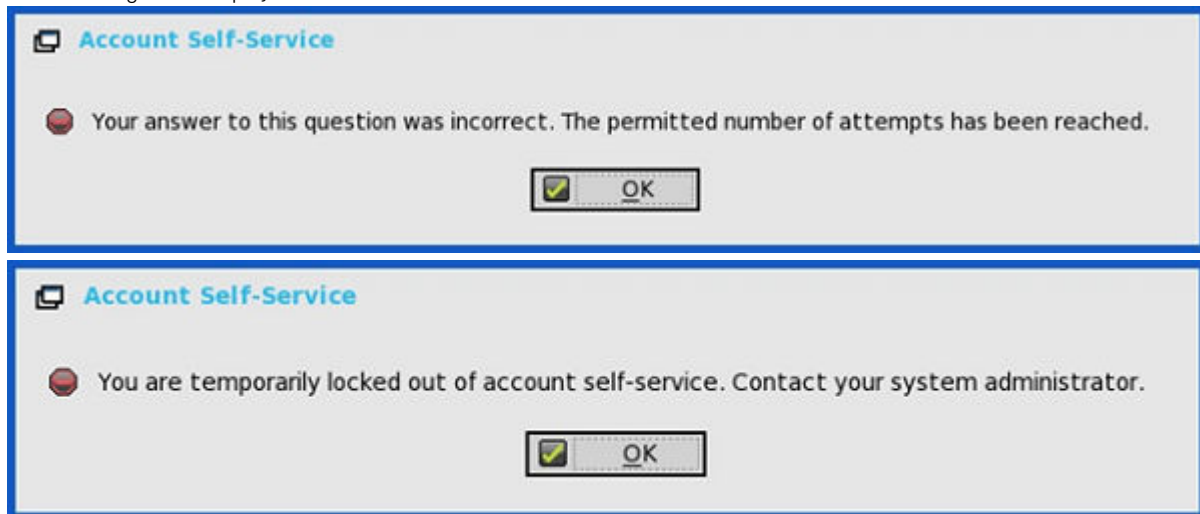 Account Self-Service
Your answer to this question was incorrect. The permitted number of attempts has been reached.
OK
Account Self-Service
You are temporarily locked out of account self-service. Contact your system administrator.
OK